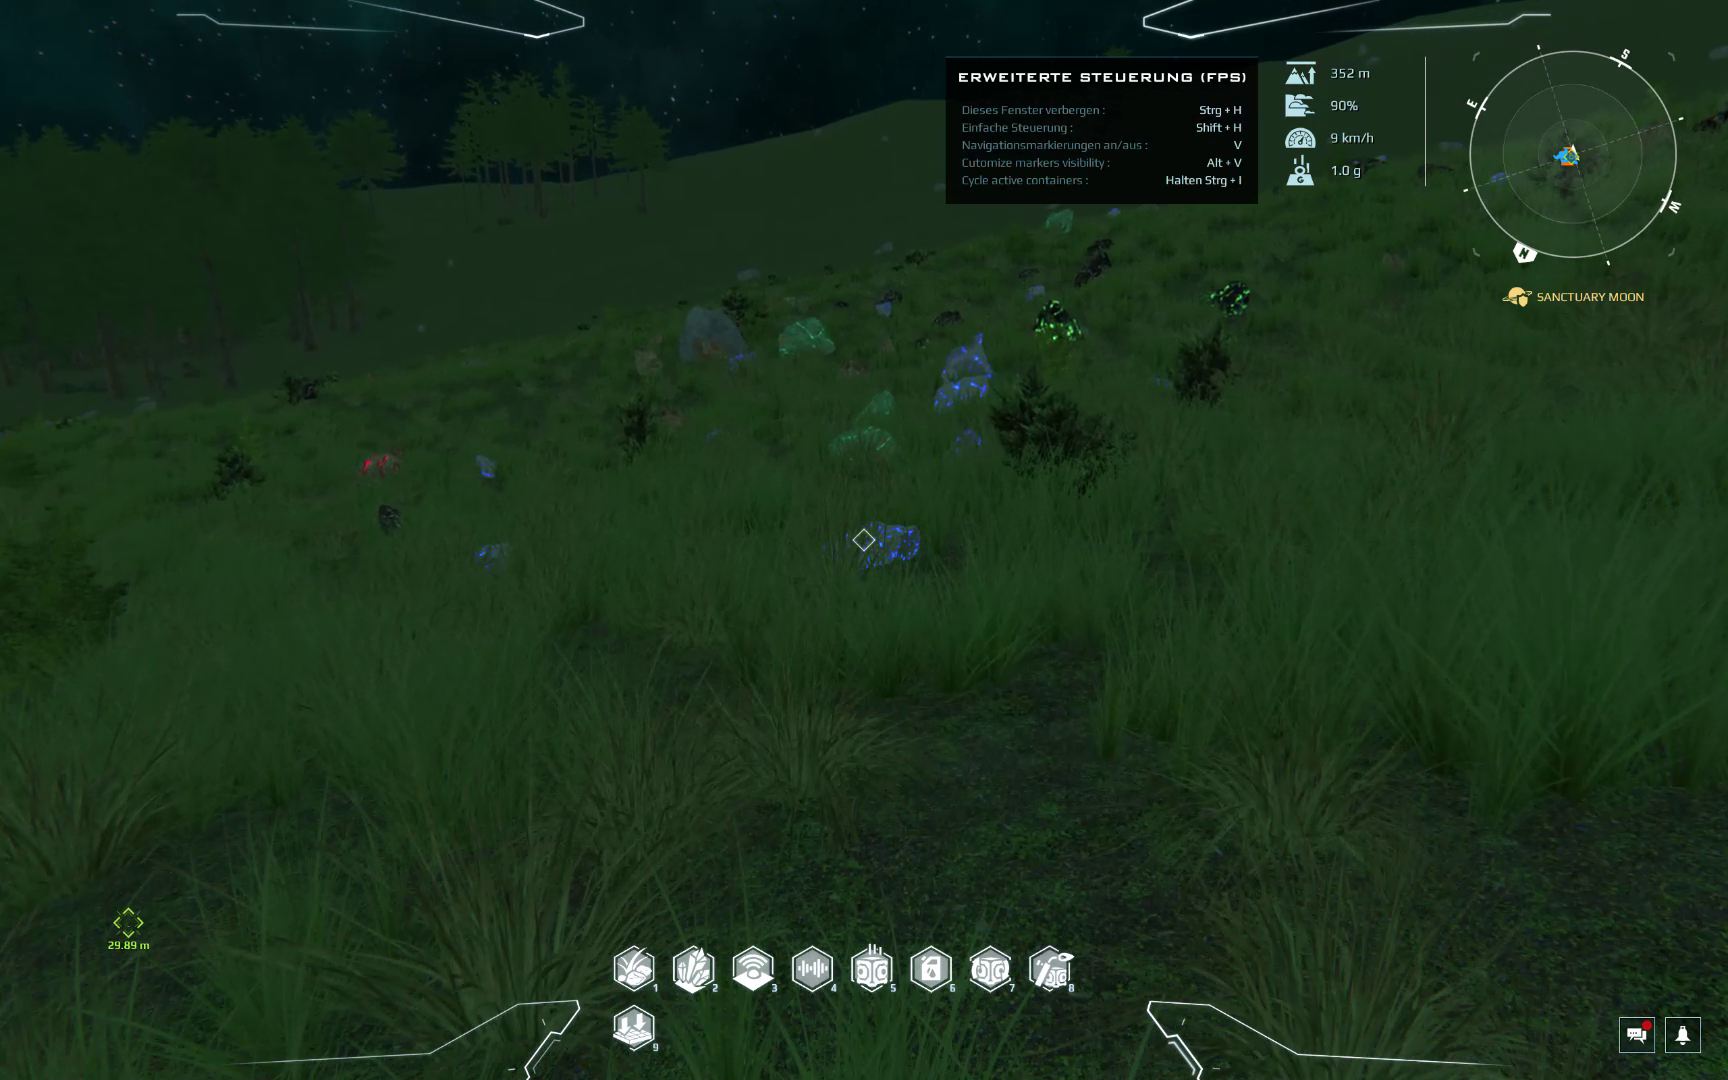 ERWEITERTE STEUERUNG (FPS)
Dieses Fenster verbergen : Strg + H
Einfache Steuerung : Shift + H
Navigationsmarkierungen an/aus : V
Cutomize markers visibility : Alt + V
Cycle active containers : Halten Strg + I
352 m
90%
9 km/h
G 1.0 g
S
E
W
N
SANCTUARY MOON
29.89 m
1 2 3 4 5 6 7 8
9